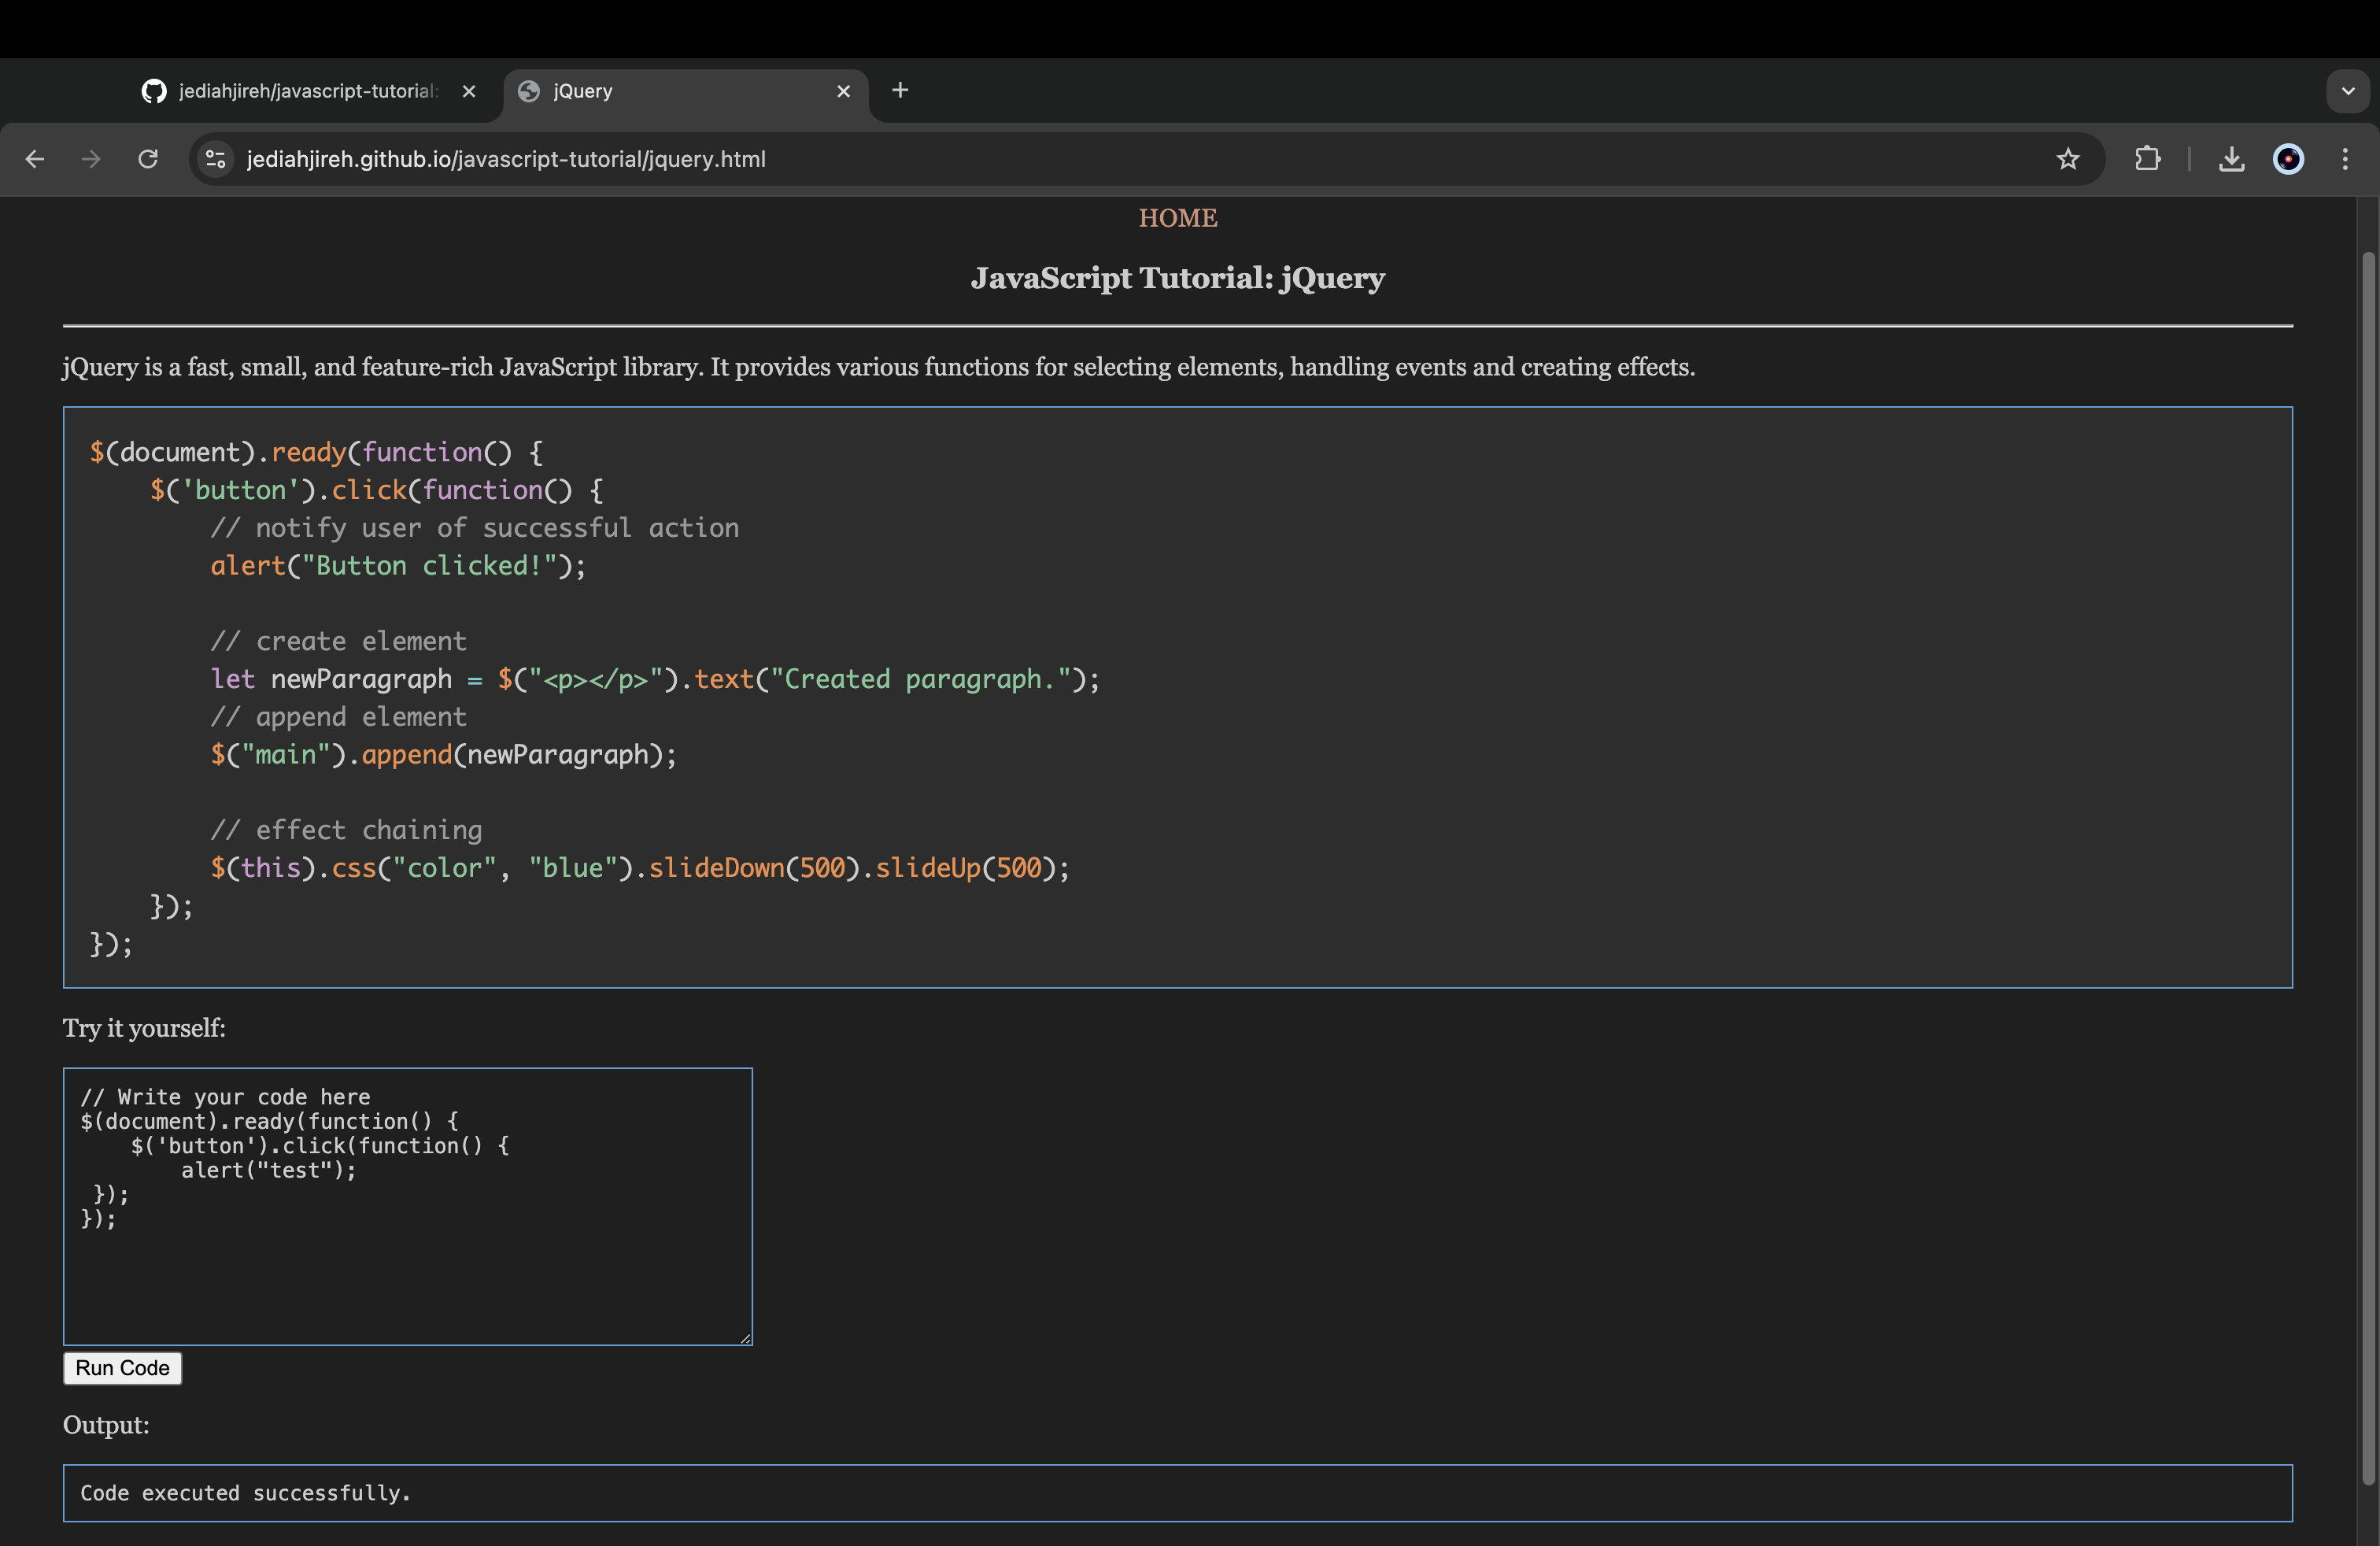 jediahjireh/javascript-tutorial:
jQuery
jediahjireh.github.io/javascript-tutorial/jquery.html
HOME
JavaScript Tutorial: jQuery
jQuery is a fast, small, and feature-rich JavaScript library. It provides various functions for selecting elements, handling events and creating effects.
$(document).ready(function() {
    $('button').click(function() {
        // notify user of successful action
        alert("Button clicked!");
        // create element
        let newParagraph = $("<p></p>").text("Created paragraph.");
        // append element
        $("main").append(newParagraph);
        // effect chaining
        $(this).css("color", "blue").slideDown(500).slideUp(500);
    });
});
Try it yourself:
// Write your code here
$(document).ready(function() {
    $('button').click(function() {
        alert("test");
 });
});
Run Code
Output:
Code executed successfully.